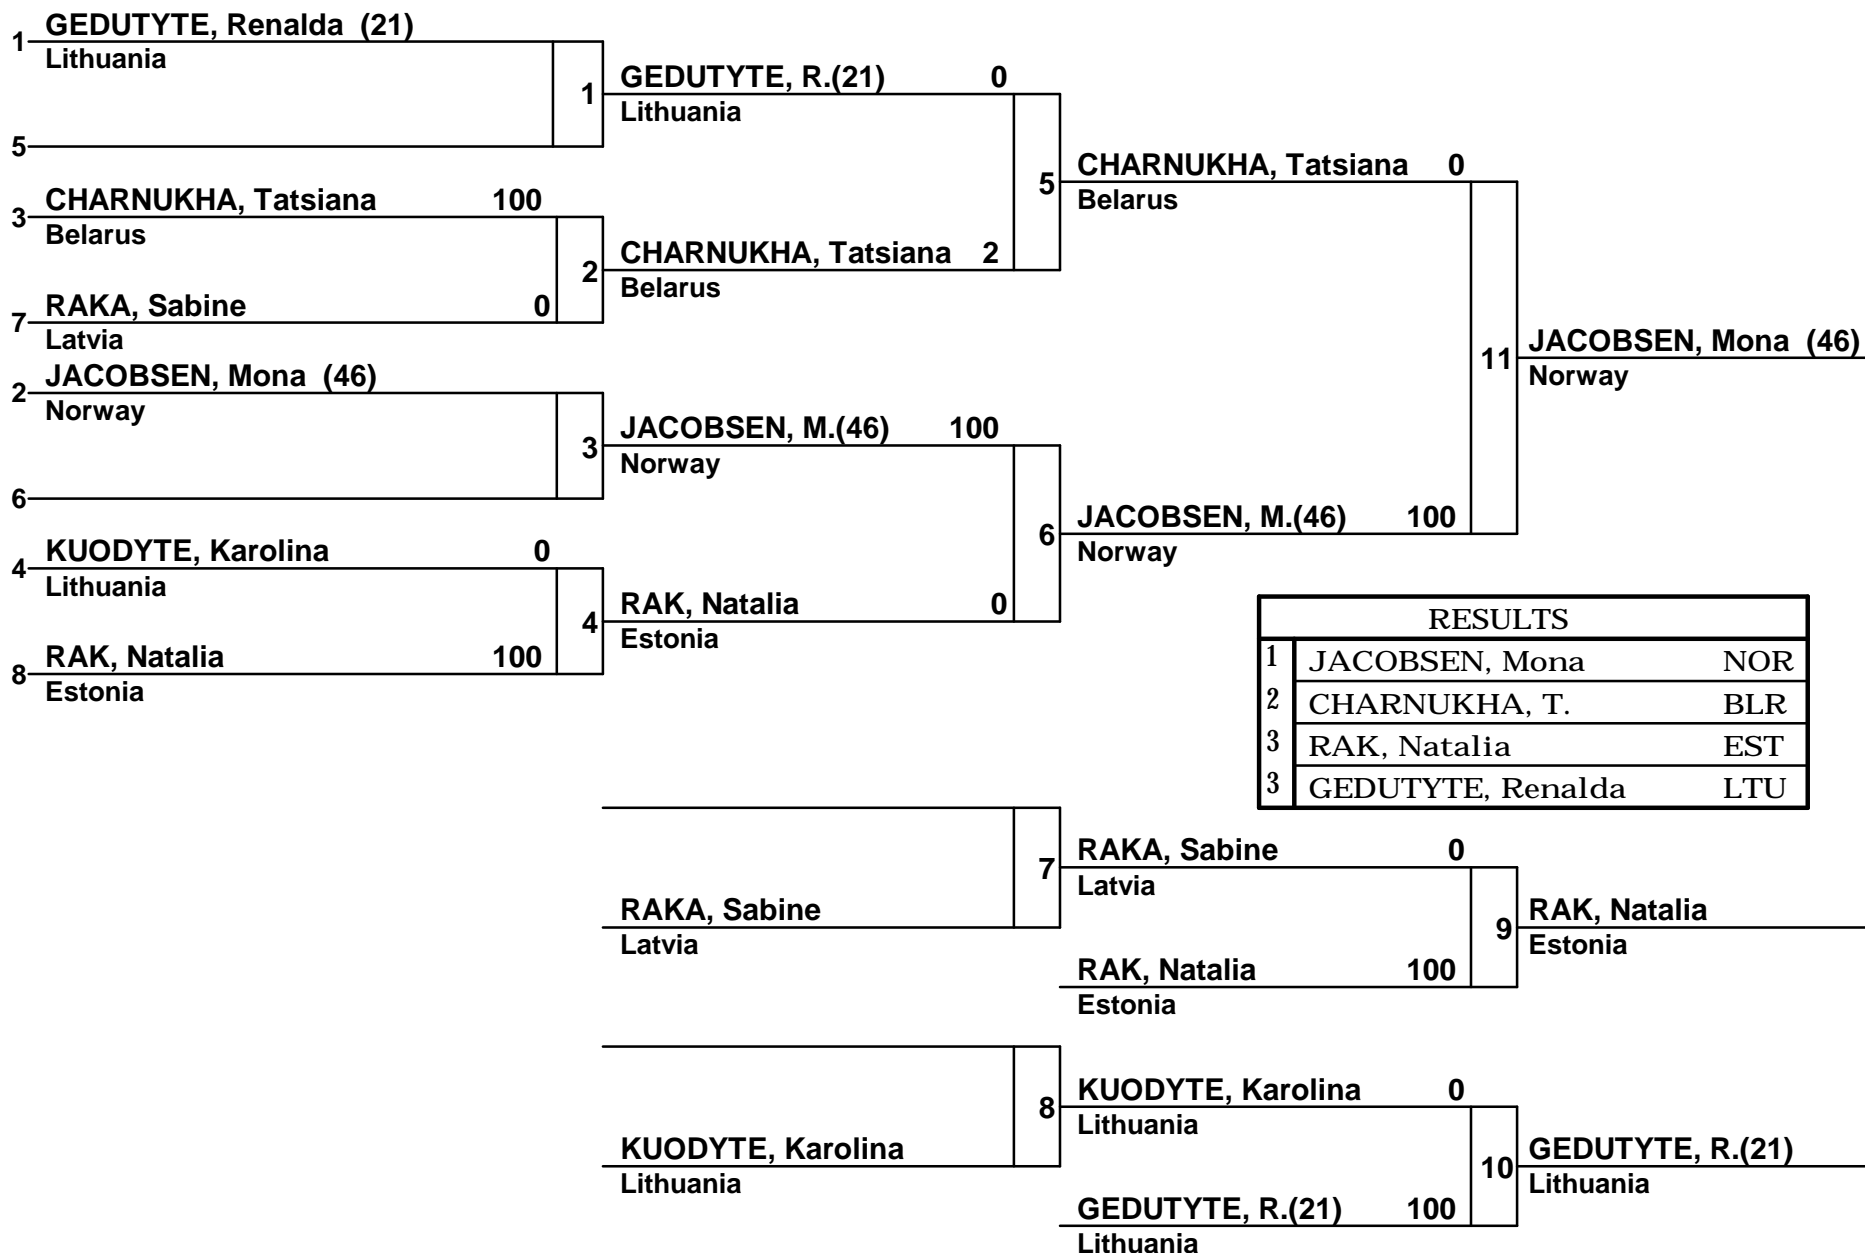 GEDUTYTE, Renalda (21)
1
Lithuania
1
GEDUTYTE, R.(21) 0
Lithuania
5
CHARNUKHA, Tatsiana 100
3
Belarus
2
CHARNUKHA, Tatsiana 2
Belarus
RAKA, Sabine 0
7
Latvia
5
CHARNUKHA, Tatsiana 0
Belarus
JACOBSEN, Mona (46)
2
Norway
3
JACOBSEN, M.(46) 100
Norway
6
KUODYTE, Karolina 0
4
Lithuania
4
RAK, Natalia 0
Estonia
RAK, Natalia 100
8
Estonia
6
JACOBSEN, M.(46) 100
Norway
11
JACOBSEN, Mona (46)
Norway
RESULTS
1 JACOBSEN, Mona NOR
2 CHARNUKHA, T. BLR
3 RAK, Natalia EST
3 GEDUTYTE, Renalda LTU
7
RAKA, Sabine
Latvia
RAKA, Sabine 0
Latvia
9
RAK, Natalia 100
Estonia
RAK, Natalia
Estonia
8
KUODYTE, Karolina
Lithuania
KUODYTE, Karolina 0
Lithuania
10
GEDUTYTE, R.(21) 100
Lithuania
GEDUTYTE, R.(21)
Lithuania